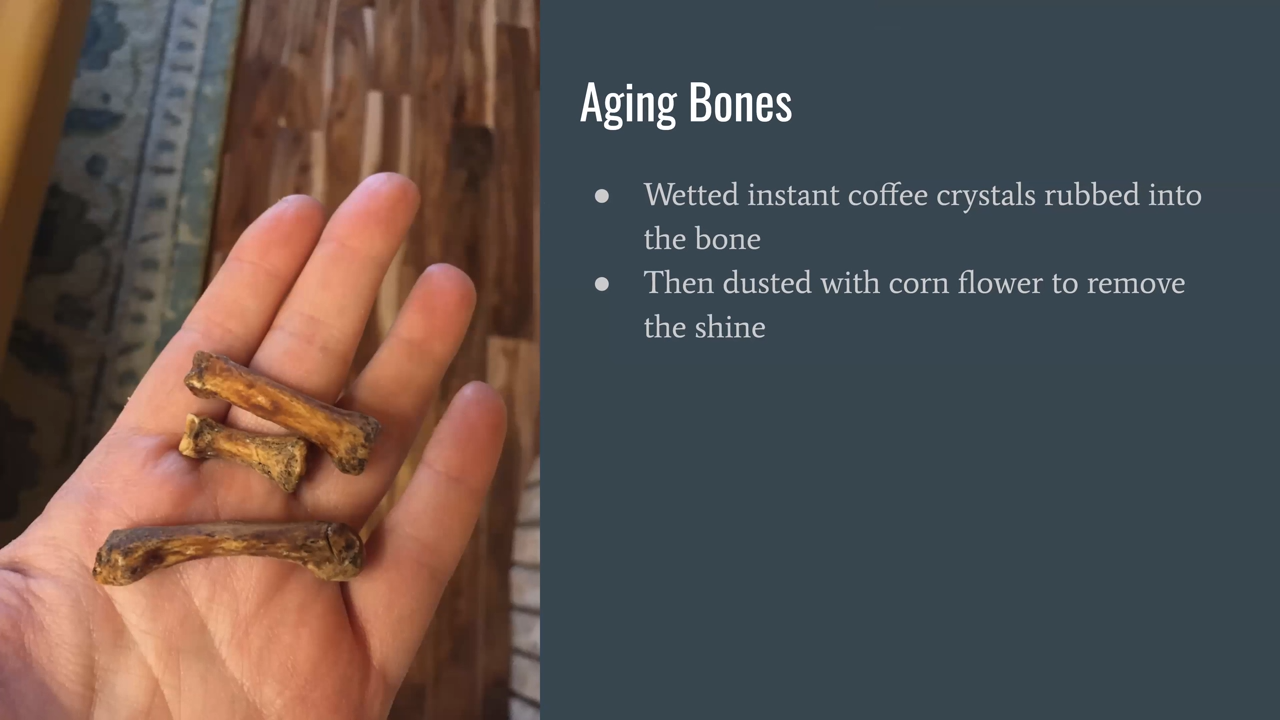 Aging Bones
● Wetted instant coffee crystals rubbed into
the bone
● Then dusted with corn flower to remove
the shine